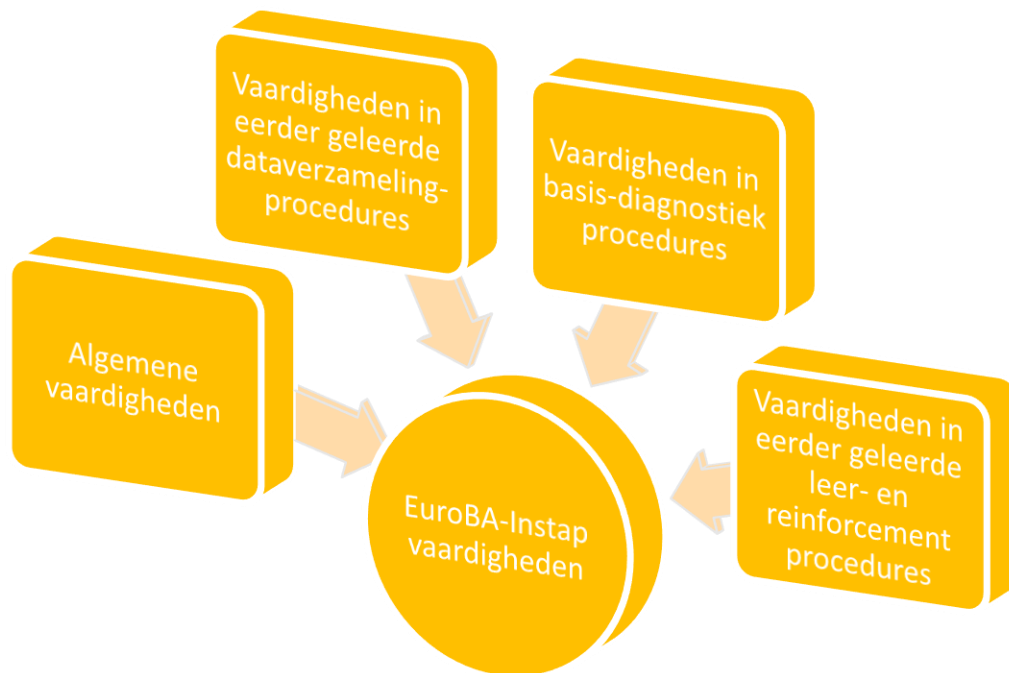 Vaardigheden in
eerder geleerde
dataverzameling-
procedures
Vaardigheden in
basis-diagnostiek
procedures
Algemene
vaardigheden
Vaardigheden in
eerder geleerde
leer- en
reinforcement
procedures
EuroBA-Instap
vaardigheden